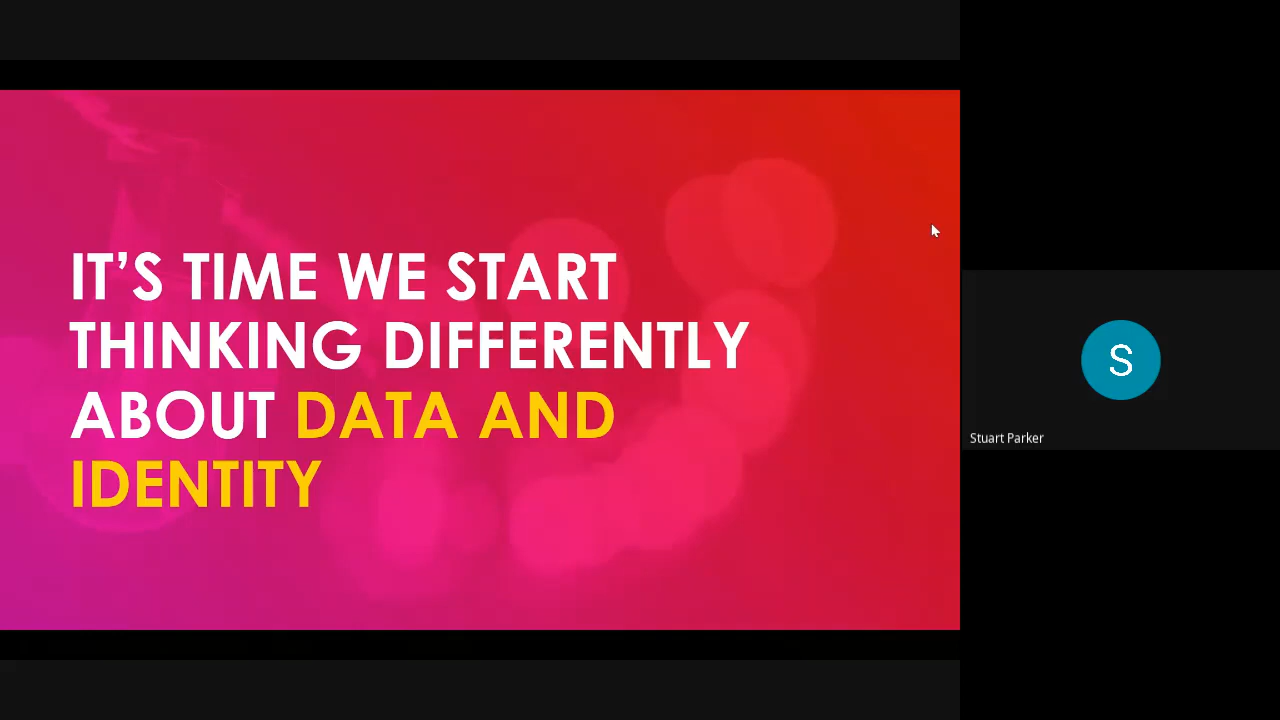 IT’S TIME WE START
THINKING DIFFERENTLY
ABOUT DATA AND
IDENTITY
S
Stuart Parker